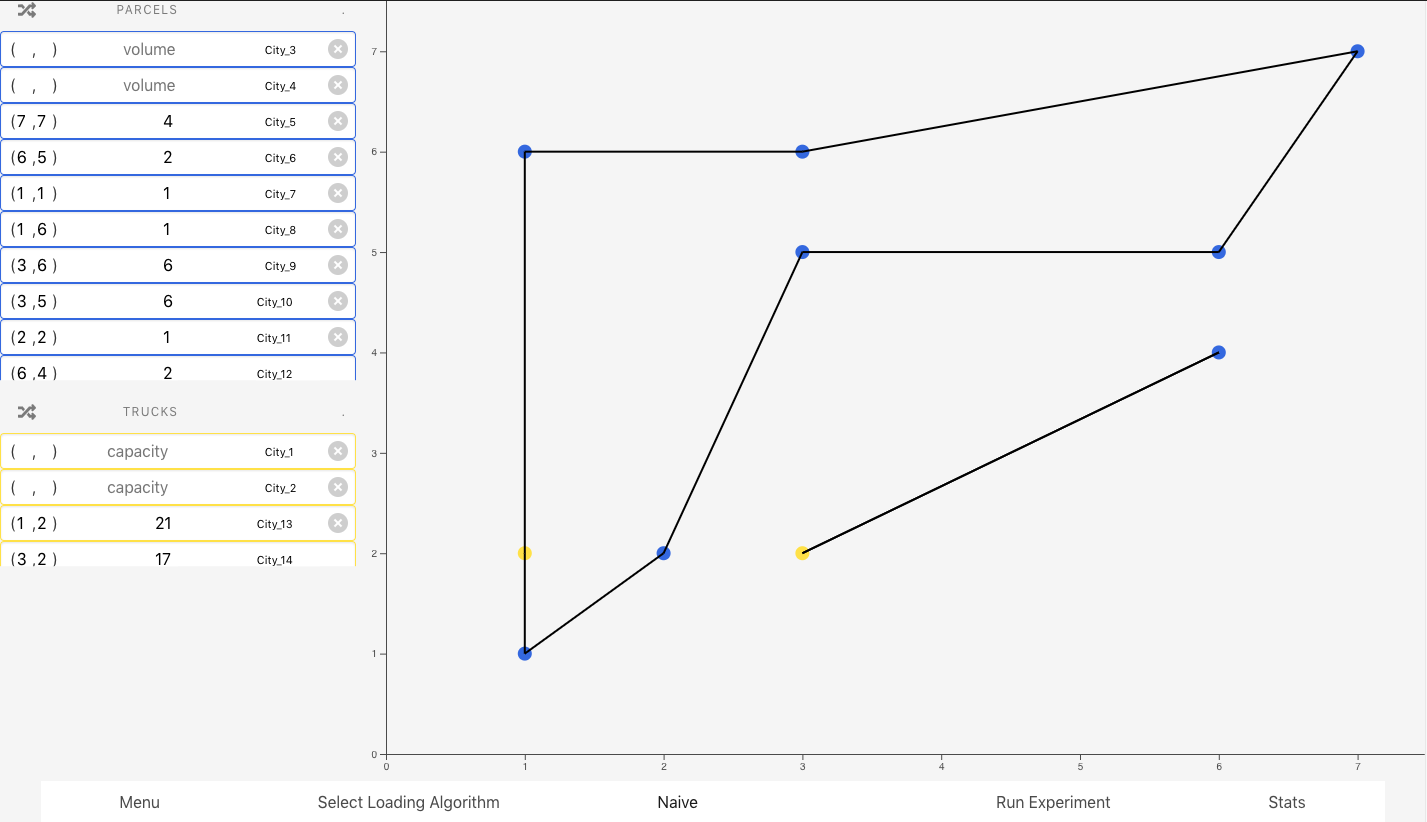 PARCELS .
( , ) volume City_3
( , ) volume City_4
(7 ,7 ) 4 City_5
(6 ,5 ) 2 City_6
(1 ,1 ) 1 City_7
(1 ,6 ) 1 City_8
(3 ,6 ) 6 City_9
(3 ,5 ) 6 City_10
(2 ,2 ) 1 City_11
(6 ,4 ) 2 City_12
TRUCKS .
( , ) capacity City_1
( , ) capacity City_2
(1 ,2 ) 21 City_13
(3 ,2 ) 17 City_14
7
6
5
4
3
2
1
0
0 1 2 3 4 5 6 7
Menu Select Loading Algorithm Naive Run Experiment Stats